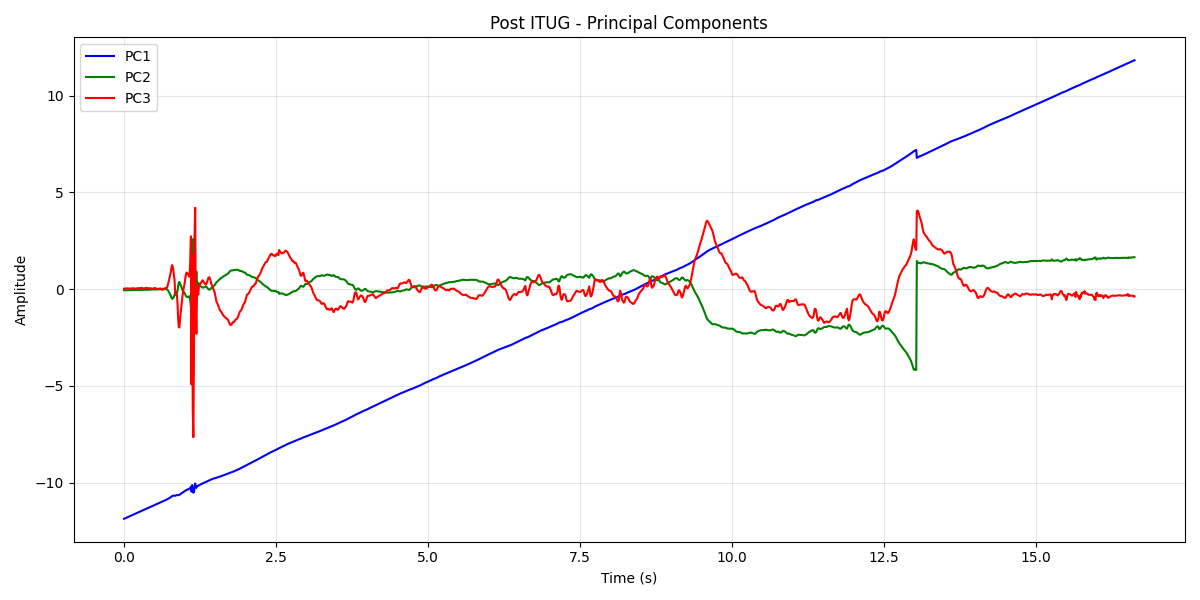 Post ITUG - Principal Components
PC1
PC2
PC3
Amplitude
10
5
0
−5
−10
0.0 2.5 5.0 7.5 10.0 12.5 15.0
Time (s)